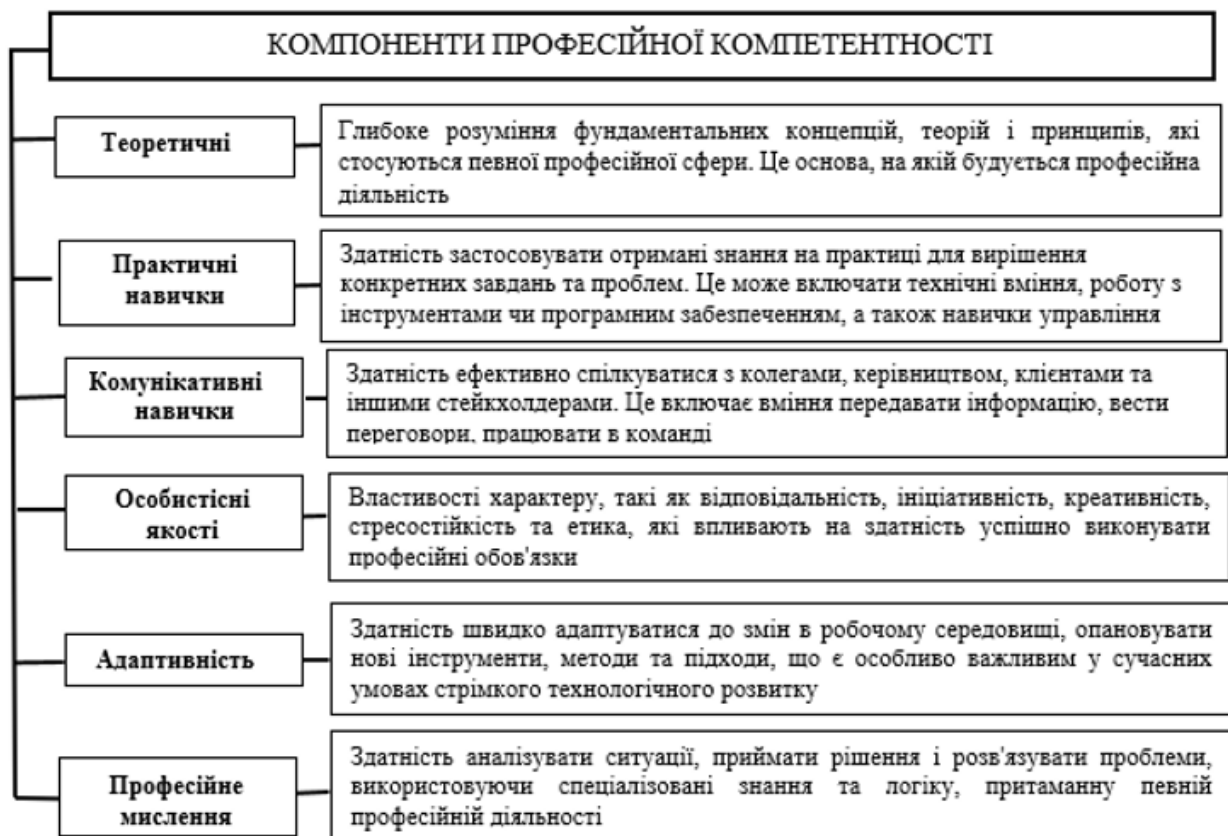 КОМПОНЕНТИ ПРОФЕСІЙНОЇ КОМПЕТЕНТНОСТІ
Теоретичні
Глибоке розуміння фундаментальних концепцій, теорій і принципів, які
стосуються певної професійної сфери. Це основа, на якій будується професійна
діяльність
Практичні
навички
Здатність застосовувати отримані знання на практиці для вирішення
конкретних завдань та проблем. Це може включати технічні вміння, роботу з
інструментами чи програмним забезпеченням, а також навички управління
Комунікативні
навички
Здатність ефективно спілкуватися з колегами, керівництвом, клієнтами та
іншими стейкхолдерами. Це включає вміння передавати інформацію, вести
переговори, працювати в команді
Особистісні
якості
Властивості характеру, такі як відповідальність, ініціативність, креативність,
стресостійкість та етика, які впливають на здатність успішно виконувати
професійні обов'язки
Адаптивність
Здатність швидко адаптуватися до змін в робочому середовищі, опановувати
нові інструменти, методи та підходи, що є особливо важливим у сучасних
умовах стрімкого технологічного розвитку
Професійне
мислення
Здатність аналізувати ситуації, приймати рішення і розв'язувати проблеми,
використовуючи спеціалізовані знання та логіку, притаманну певній
професійній діяльності